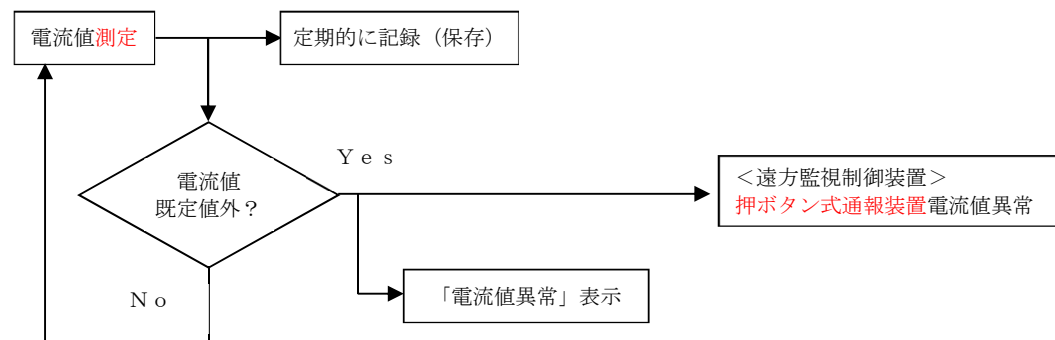 電流値測定
定期的に記録（保存）
電流値
既定値外？
Ｙｅｓ
＜遠方監視制御装置＞
押ボタン式通報装置電流値異常
「電流値異常」表示
Ｎｏ